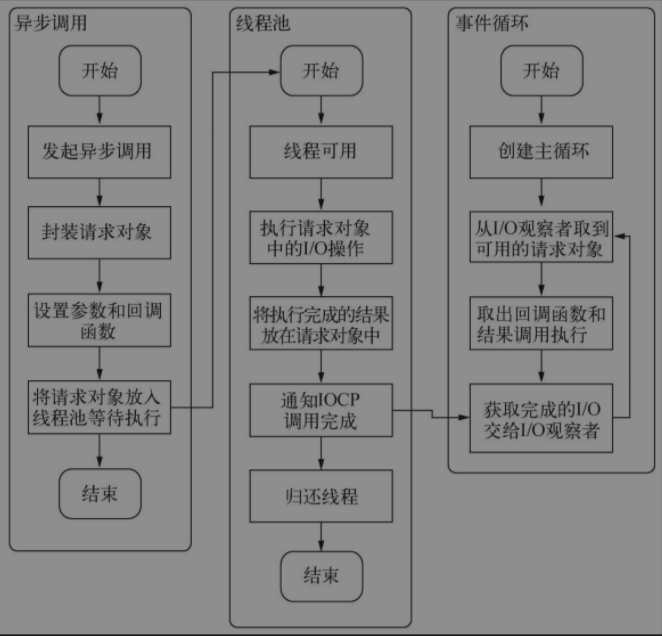 异步调用
开始
发起异步调用
封装请求对象
设置参数和回调
函数
将请求对象放入
线程池等待执行
结束
线程池
开始
线程可用
执行请求对象
中的I/O操作
将执行完成的结果
放在请求对象中
通知IOCP
调用完成
归还线程
结束
事件循环
开始
创建主循环
从I/O观察者取到
可用的请求对象
取出回调函数和
结果调用执行
获取完成的I/O
交给I/O观察者